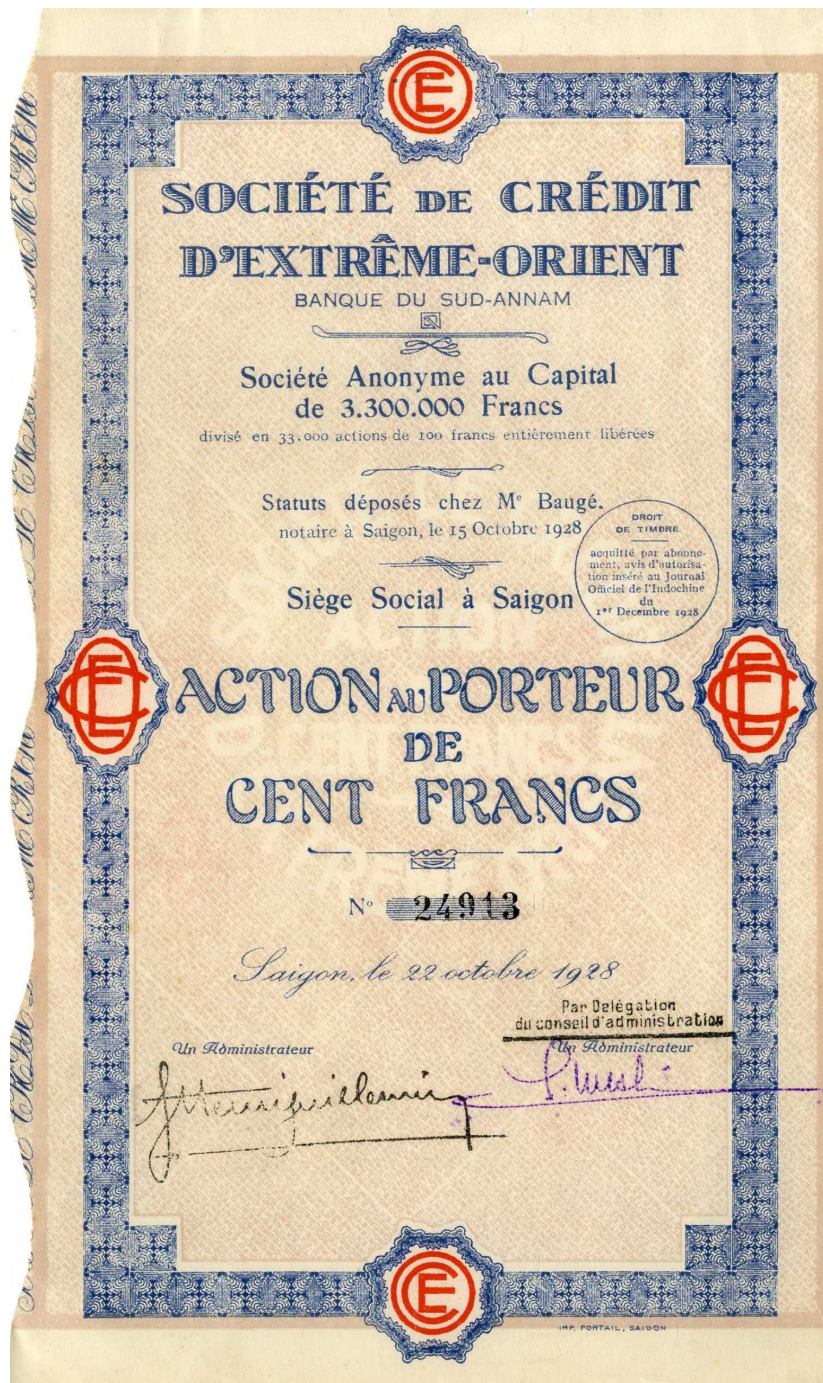 SOCIÉTÉ DE CRÉDIT
D'EXTRÊME-ORIENT
BANQUE DU SUD-ANNAM
Société Anonyme au Capital
de 3.300.000 Francs
divisé en 33.000 actions de 100 francs entièrement libérées
Statuts déposés chez Me Baugé.
notaire à Saigon, le 15 Octobre 1928
DROIT
DE TIMBRE
acquitté par abonne-
ment, avis d'autorisa-
tion inséré au Journal
Officiel de l'Indochine
du
1er Decembre 1928
Siège Social à Saigon
ACTION AU PORTEUR
DE
CENT FRANCS
No 24913
Saigon, le 22 octobre 1928
Par Delégation
du conseil d'administration
Un Administrateur
Un Administrateur
IMP. PORTAIL, SAIGON